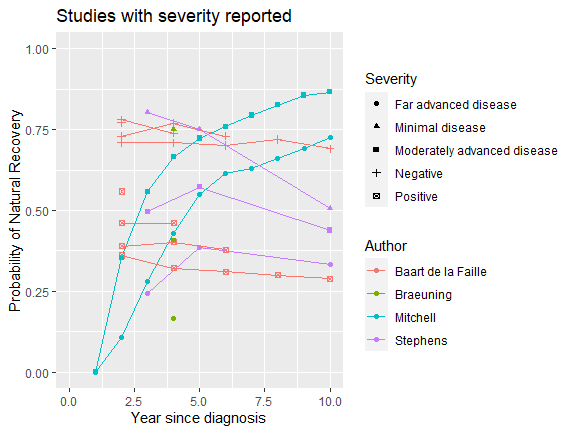 Studies with severity reported
1.00
0.75
0.50
0.25
0.00
Probability of Natural Recovery
0.0 2.5 5.0 7.5 10.0
Year since diagnosis
Severity
Far advanced disease
Minimal disease
Moderately advanced disease
Negative
Positive
Author
Baart de la Faille
Braeuning
Mitchell
Stephens